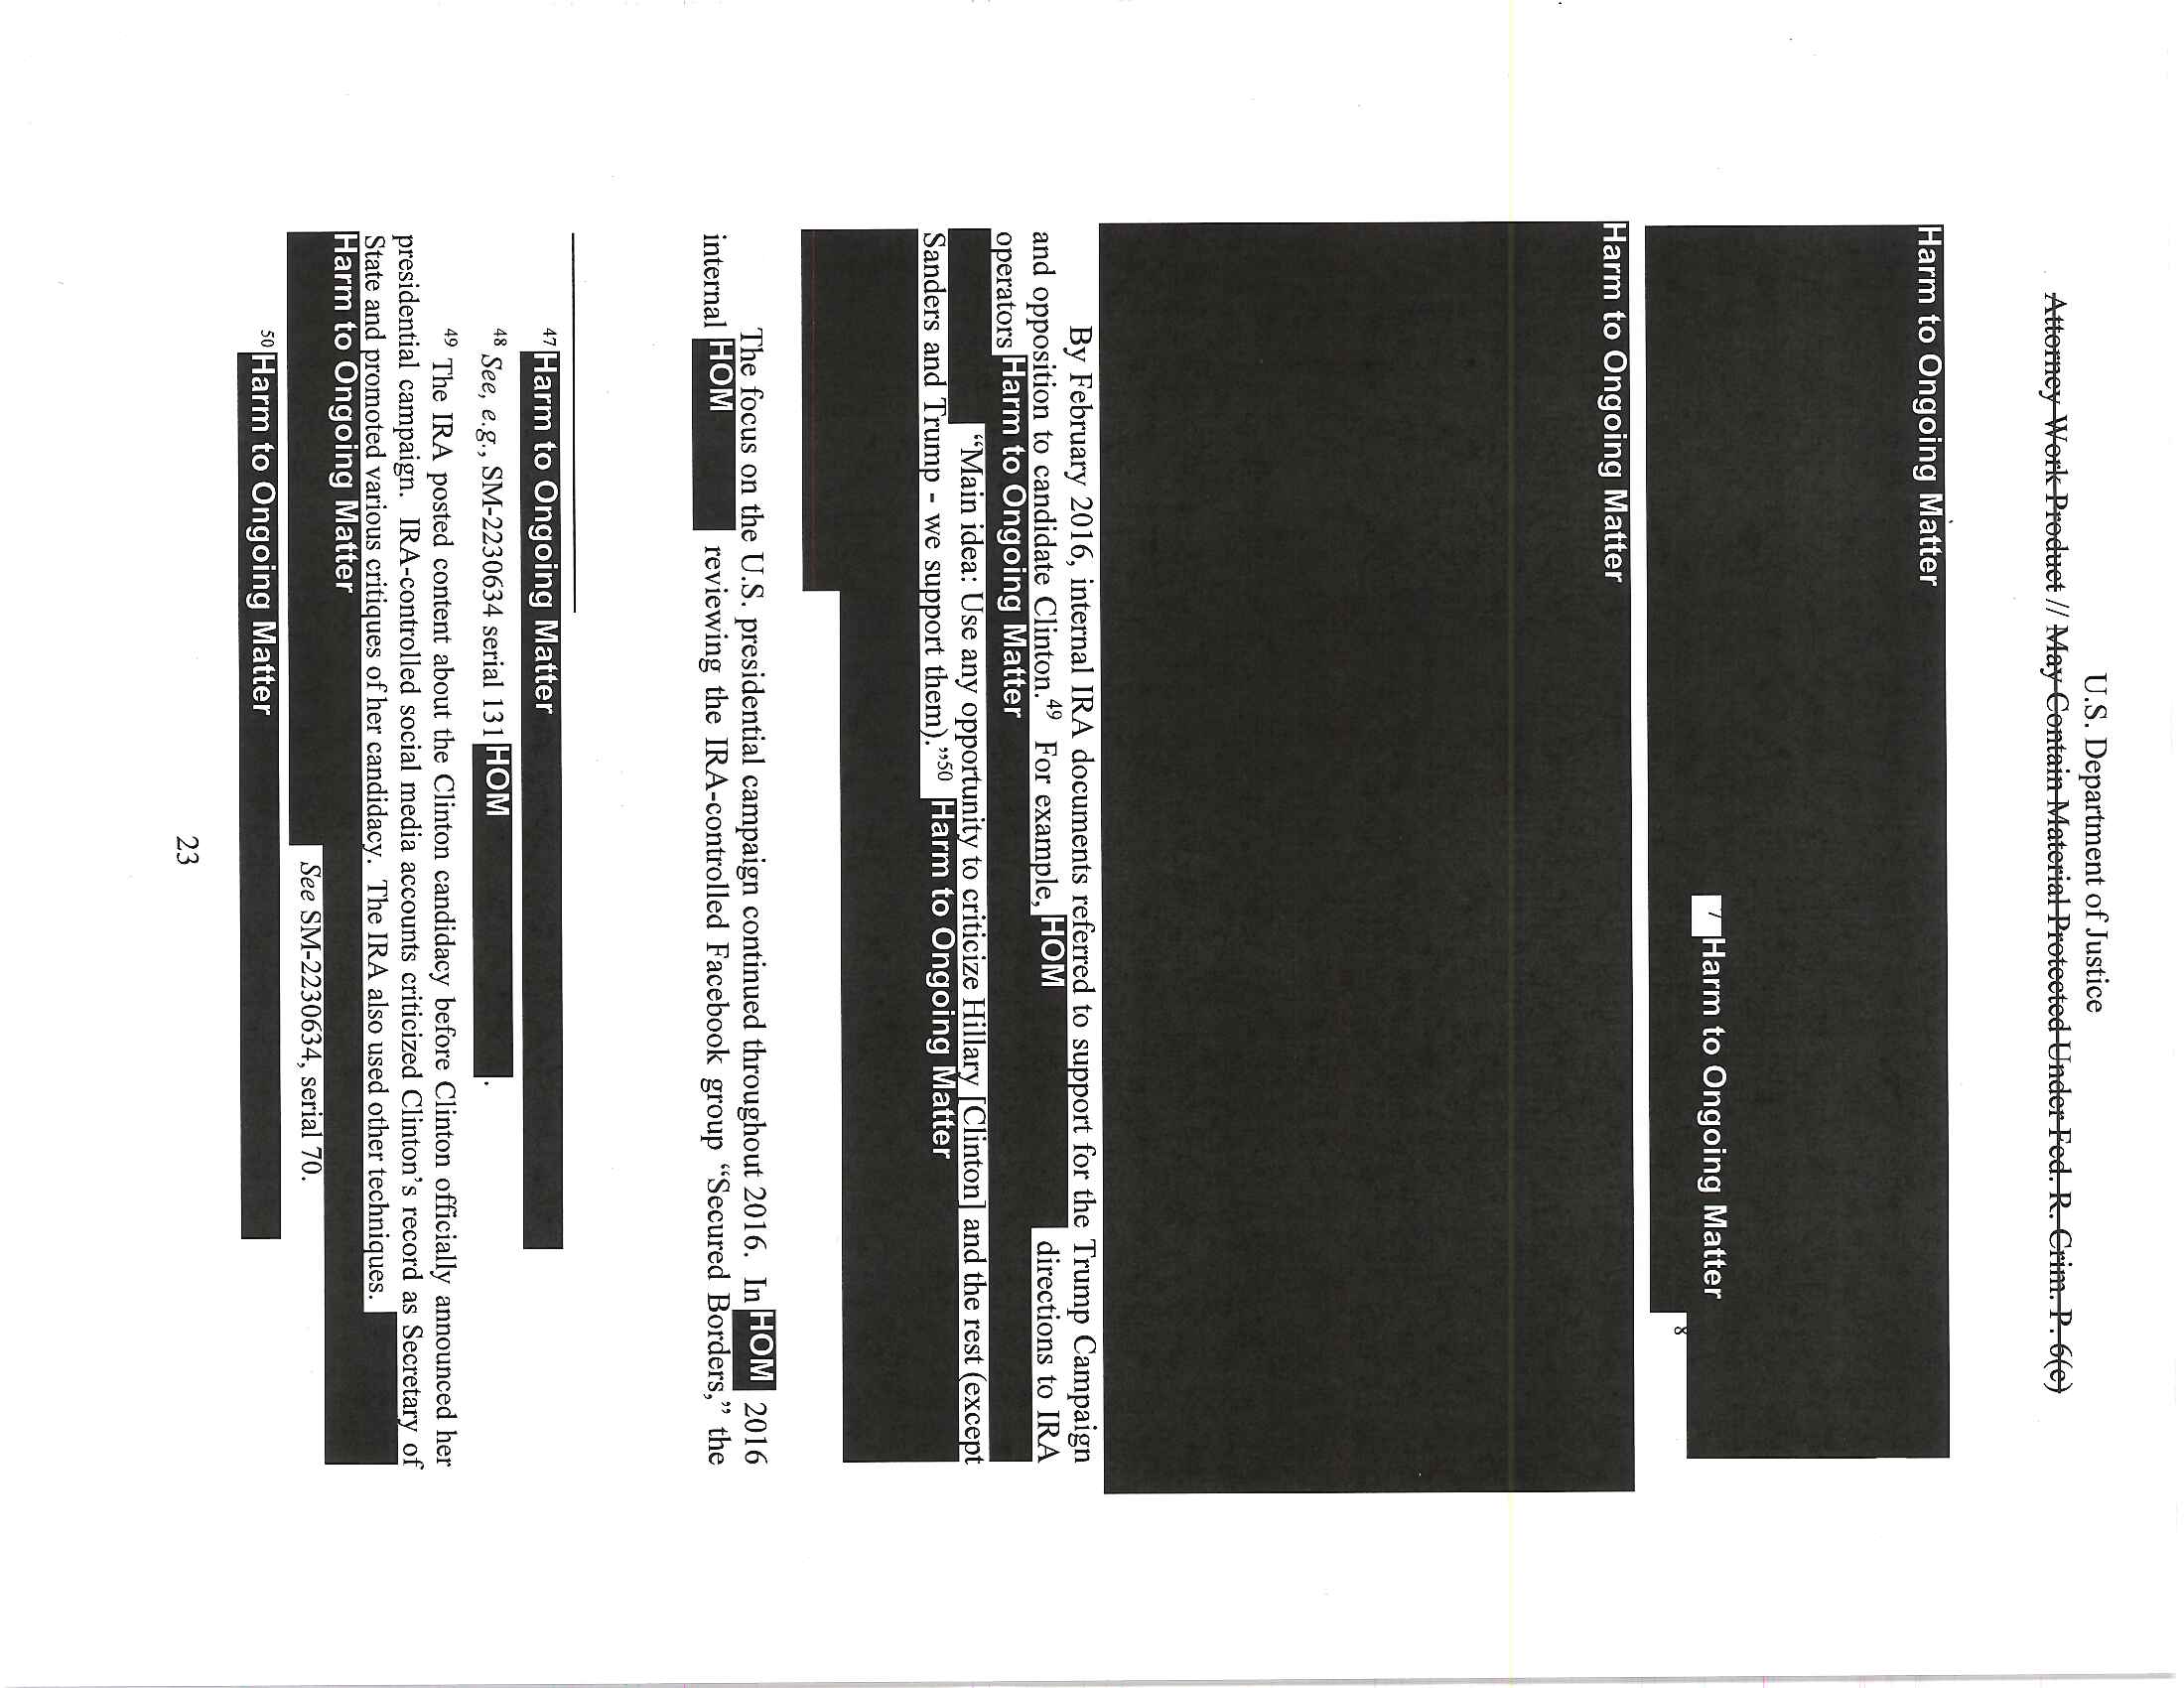 U.S. Department of Justice
Attorney Work Product // May Contain Material Protected Under Fed. R. Crim. P. 6(e)
Harm to Ongoing Matter
7 Harm to Ongoing Matter
8
Harm to Ongoing Matter
By February 2016, internal IRA documents referred to support for the Trump Campaign
and opposition to candidate Clinton.49 For example, HOM directions to IRA
operators Harm to Ongoing Matter
“Main idea: Use any opportunity to criticize Hillary [Clinton] and the rest (except
Sanders and Trump - we support them).”50 Harm to Ongoing Matter
The focus on the U.S. presidential campaign continued throughout 2016. In HOM 2016
internal HOM reviewing the IRA-controlled Facebook group “Secured Borders,” the
47 Harm to Ongoing Matter
48 See, e.g., SM-2230634 serial 131 HOM .
49 The IRA posted content about the Clinton candidacy before Clinton officially announced her
presidential campaign. IRA-controlled social media accounts criticized Clinton’s record as Secretary of
State and promoted various critiques of her candidacy. The IRA also used other techniques.
Harm to Ongoing Matter
See SM-2230634, serial 70.
50 Harm to Ongoing Matter
23